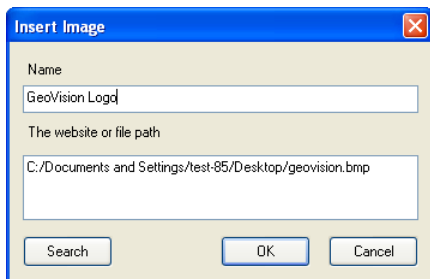 Insert Image
Name
GeoVision Logo
The website or file path
C:/Documents and Settings/test-85/Desktop/geovision.bmp
Search OK Cancel